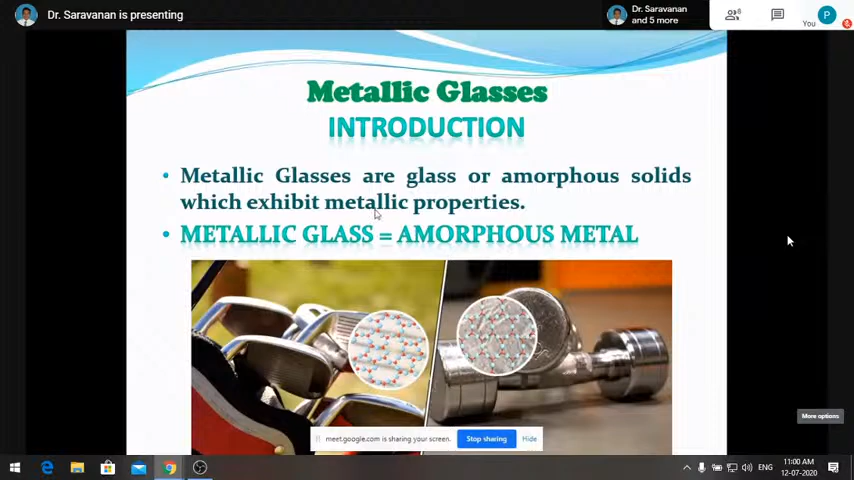 Dr. Saravanan is presenting
Dr. Saravanan
and 5 more
6
You
P
Metallic Glasses
INTRODUCTION
• Metallic Glasses are glass or amorphous solids
which exhibit metallic properties.
• METALLIC GLASS = AMORPHOUS METAL
More options
meet.google.com is sharing your screen.
Stop sharing
Hide
ENG
11:00 AM
12-07-2020